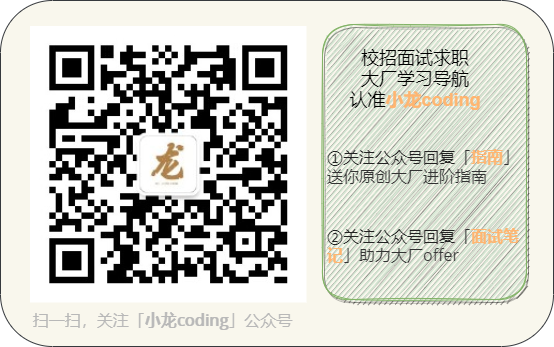 龙
扫一扫，关注「小龙coding」公众号
校招面试求职
大厂学习导航
认准小龙coding
①关注公众号回复「指南」
送你原创大厂进阶指南
②关注公众号回复「面试笔
记」助力大厂offer